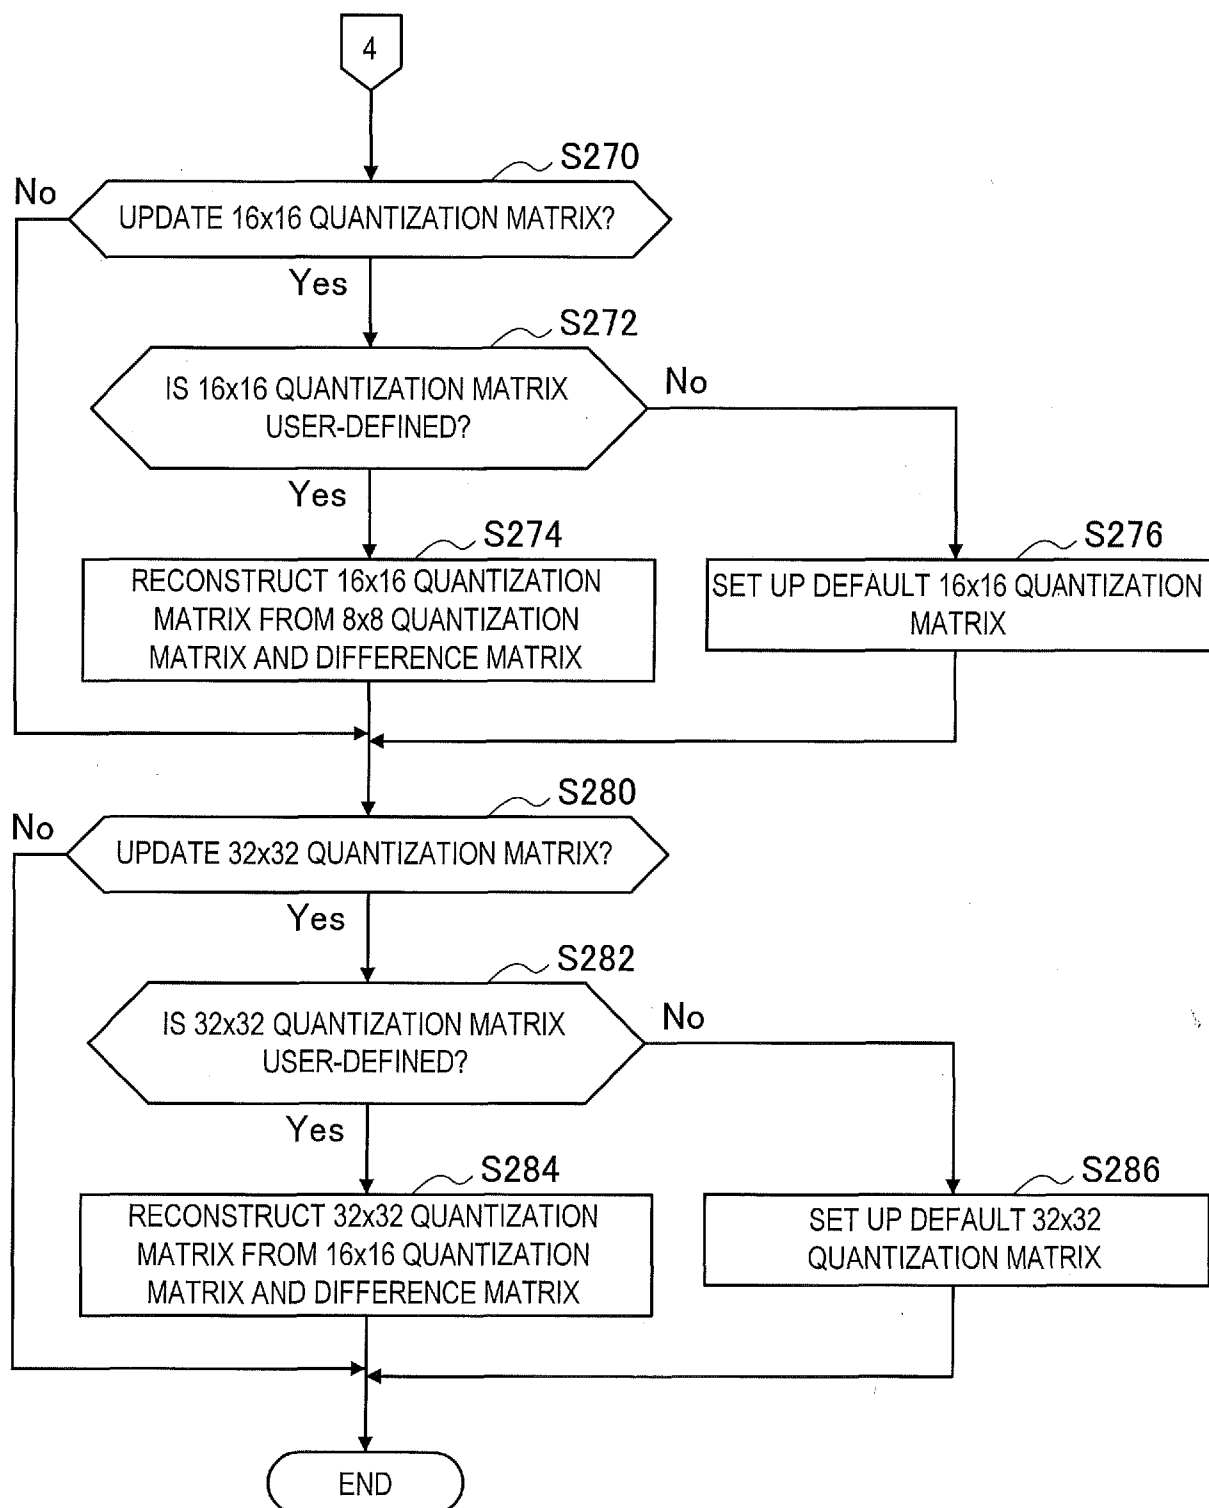 4
S270
No
UPDATE 16x16 QUANTIZATION MATRIX?
Yes
S272
IS 16x16 QUANTIZATION MATRIX
USER-DEFINED?
No
Yes
S274
RECONSTRUCT 16x16 QUANTIZATION
MATRIX FROM 8x8 QUANTIZATION
MATRIX AND DIFFERENCE MATRIX
S276
SET UP DEFAULT 16x16 QUANTIZATION
MATRIX
S280
No
UPDATE 32x32 QUANTIZATION MATRIX?
Yes
S282
IS 32x32 QUANTIZATION MATRIX
USER-DEFINED?
No
Yes
S284
RECONSTRUCT 32x32 QUANTIZATION
MATRIX FROM 16x16 QUANTIZATION
MATRIX AND DIFFERENCE MATRIX
S286
SET UP DEFAULT 32x32
QUANTIZATION MATRIX
END